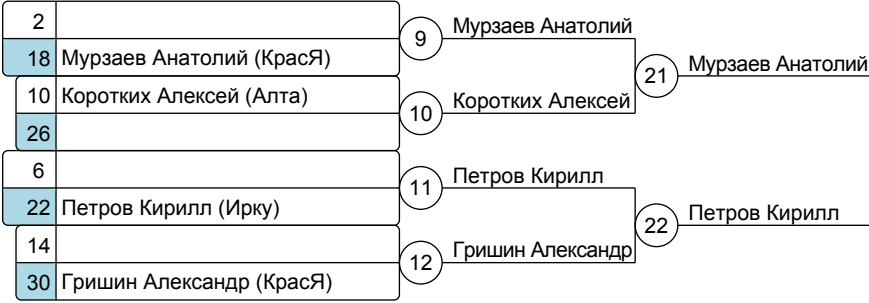 2
18 Мурзаев Анатолий (КрасЯ)
9
Мурзаев Анатолий
10 Коротких Алексей (Алта)
26
10
Коротких Алексей
21
Мурзаев Анатолий
6
22 Петров Кирилл (Ирку)
11
Петров Кирилл
14
30 Гришин Александр (КрасЯ)
12
Гришин Александр
22
Петров Кирилл